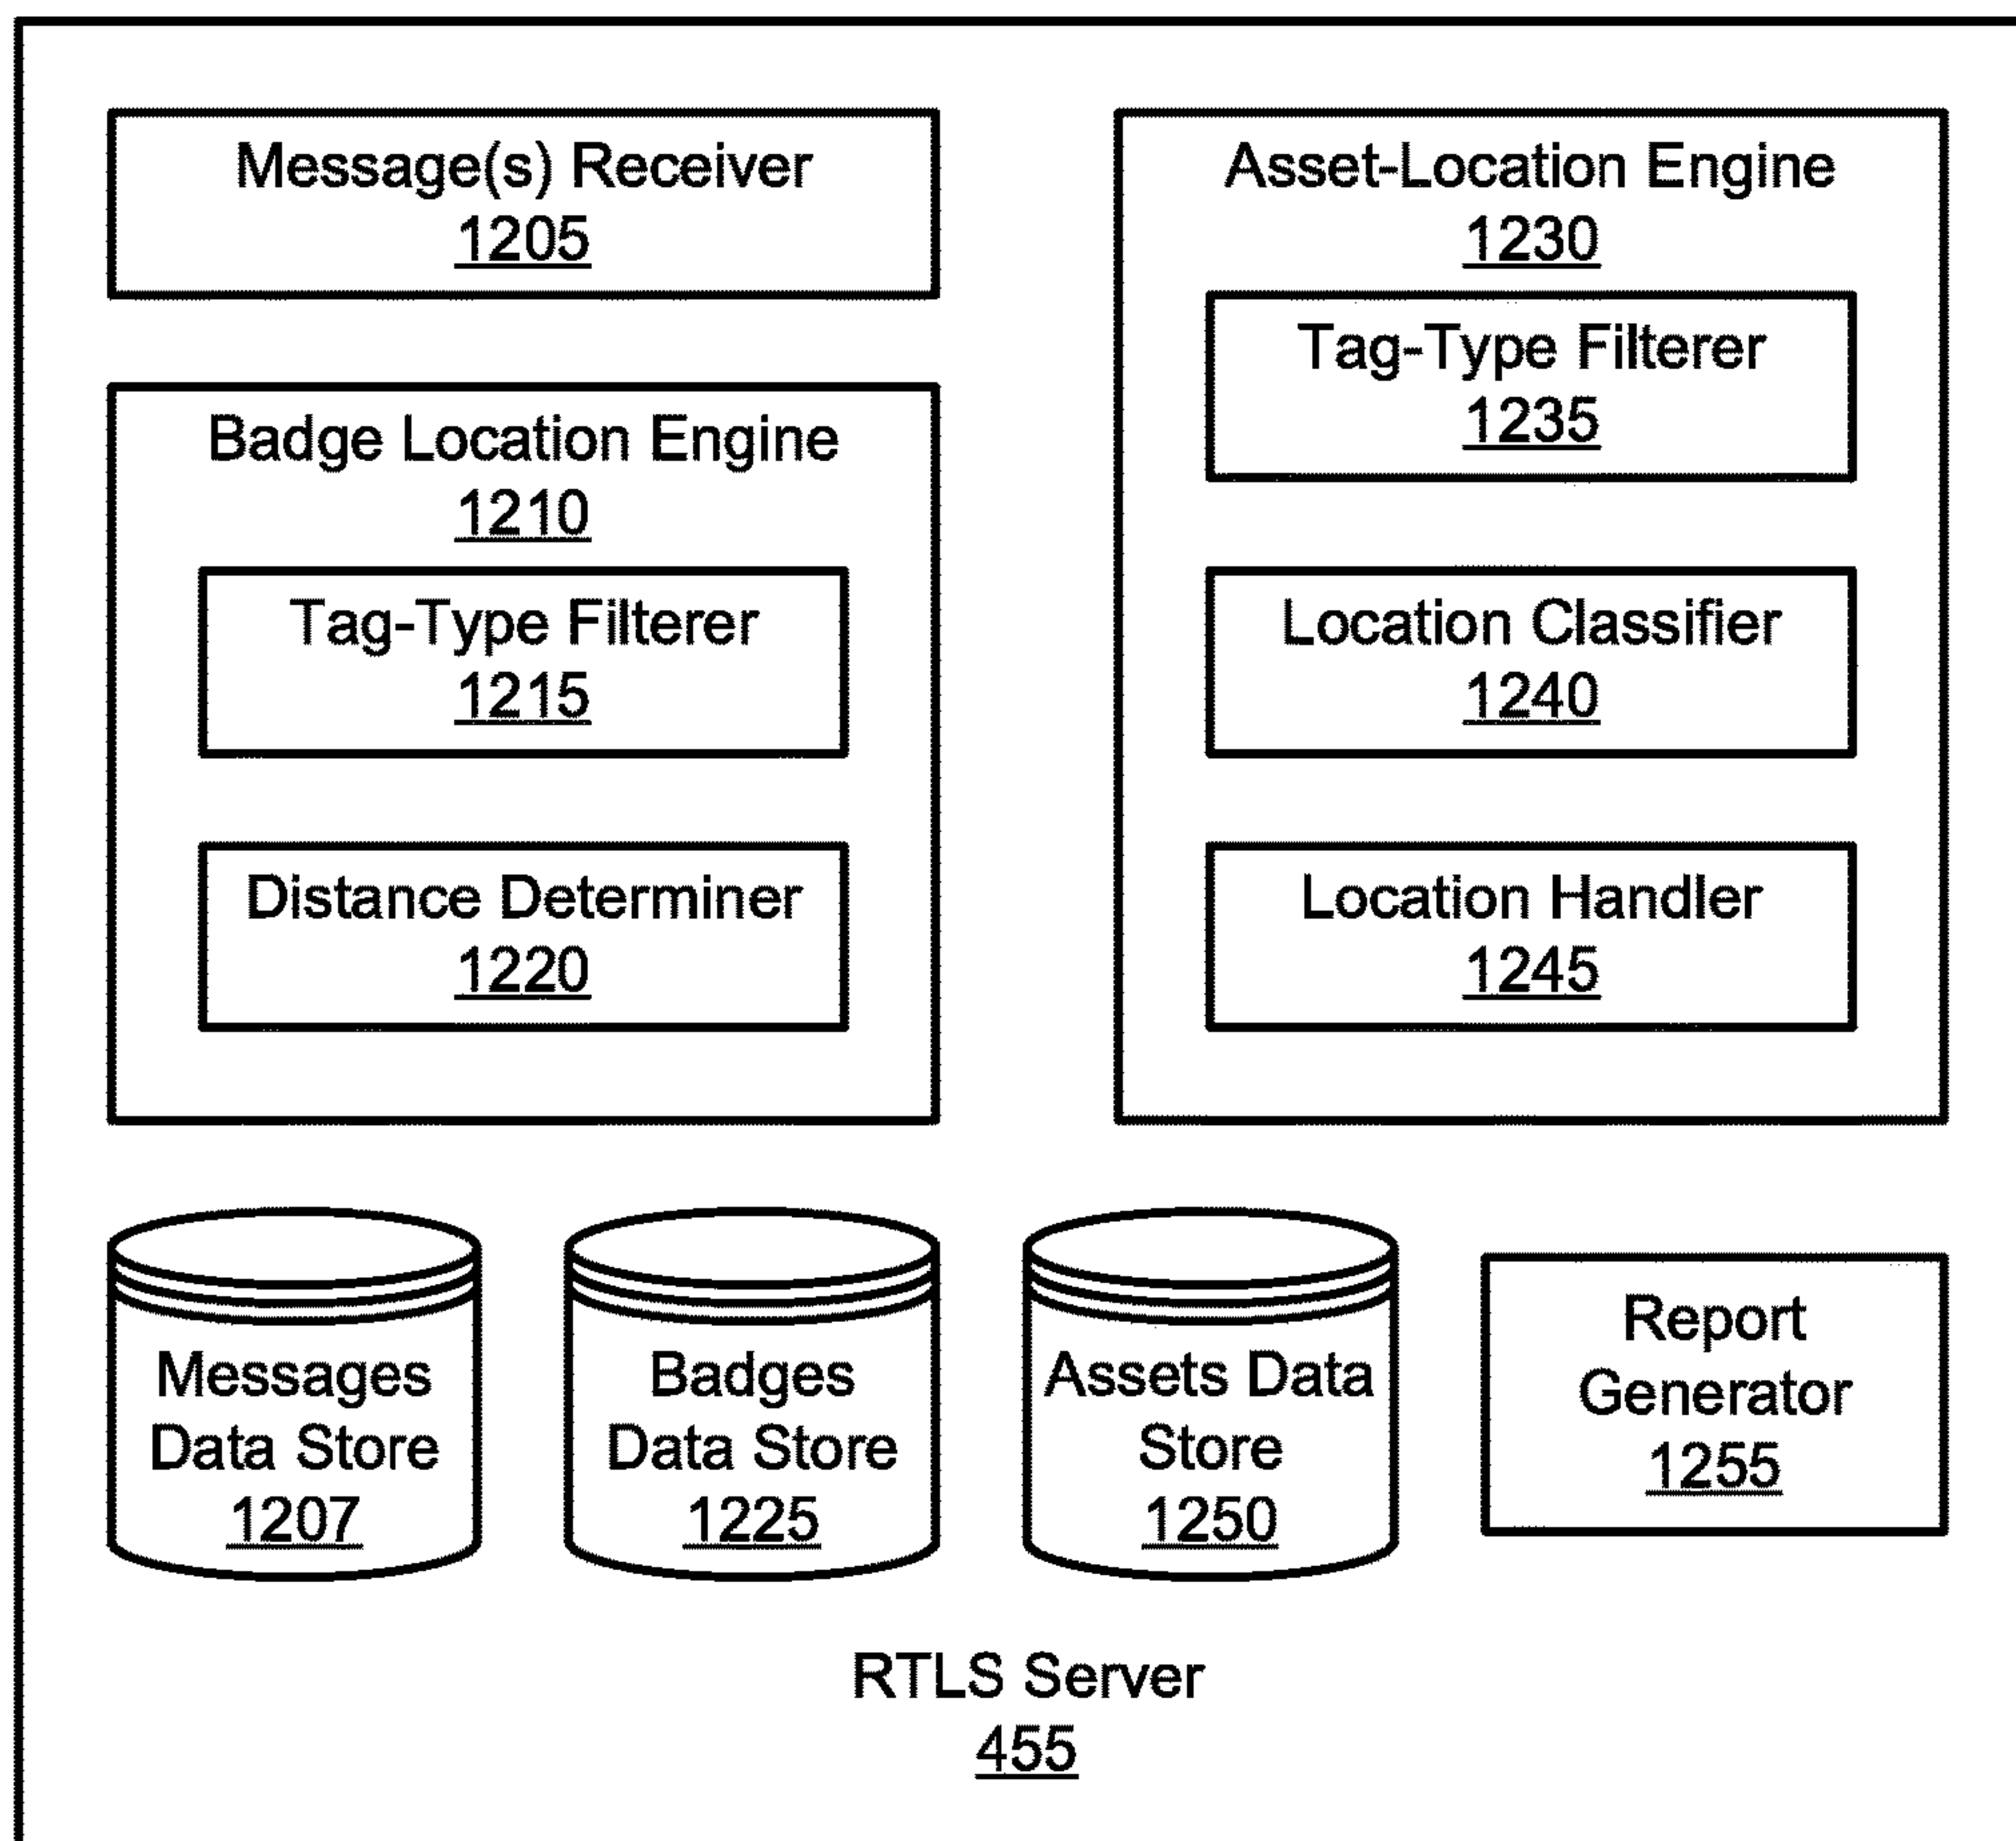 Message(s) Receiver
1205
Badge Location Engine
1210
Tag-Type Filterer
1215
Distance Determiner
1220
Asset-Location Engine
1230
Tag-Type Filterer
1235
Location Classifier
1240
Location Handler
1245
Messages
Data Store
1207
Badges
Data Store
1225
Assets Data
Store
1250
Report
Generator
1255
RTLS Server
455